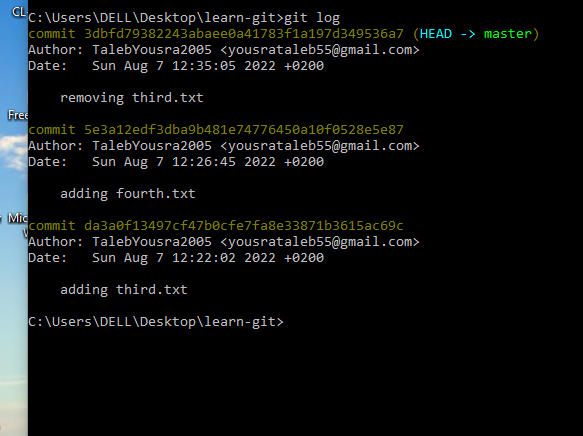 CL
Free
Mic
C:\Users\DELL\Desktop\learn-git>git log
commit 3dbfd79382243abaee0a41783f1a197d349536a7 (HEAD -> master)
Author: TalebYousra2005 <yousrataleb55@gmail.com>
Date:   Sun Aug 7 12:35:05 2022 +0200
removing third.txt
commit 5e3a12edf3dba9b481e74776450a10f0528e5e87
Author: TalebYousra2005 <yousrataleb55@gmail.com>
Date:   Sun Aug 7 12:26:45 2022 +0200
adding fourth.txt
commit da3a0f13497cf47b0cfe7fa8e33871b3615ac69c
Author: TalebYousra2005 <yousrataleb55@gmail.com>
Date:   Sun Aug 7 12:22:02 2022 +0200
adding third.txt
C:\Users\DELL\Desktop\learn-git>